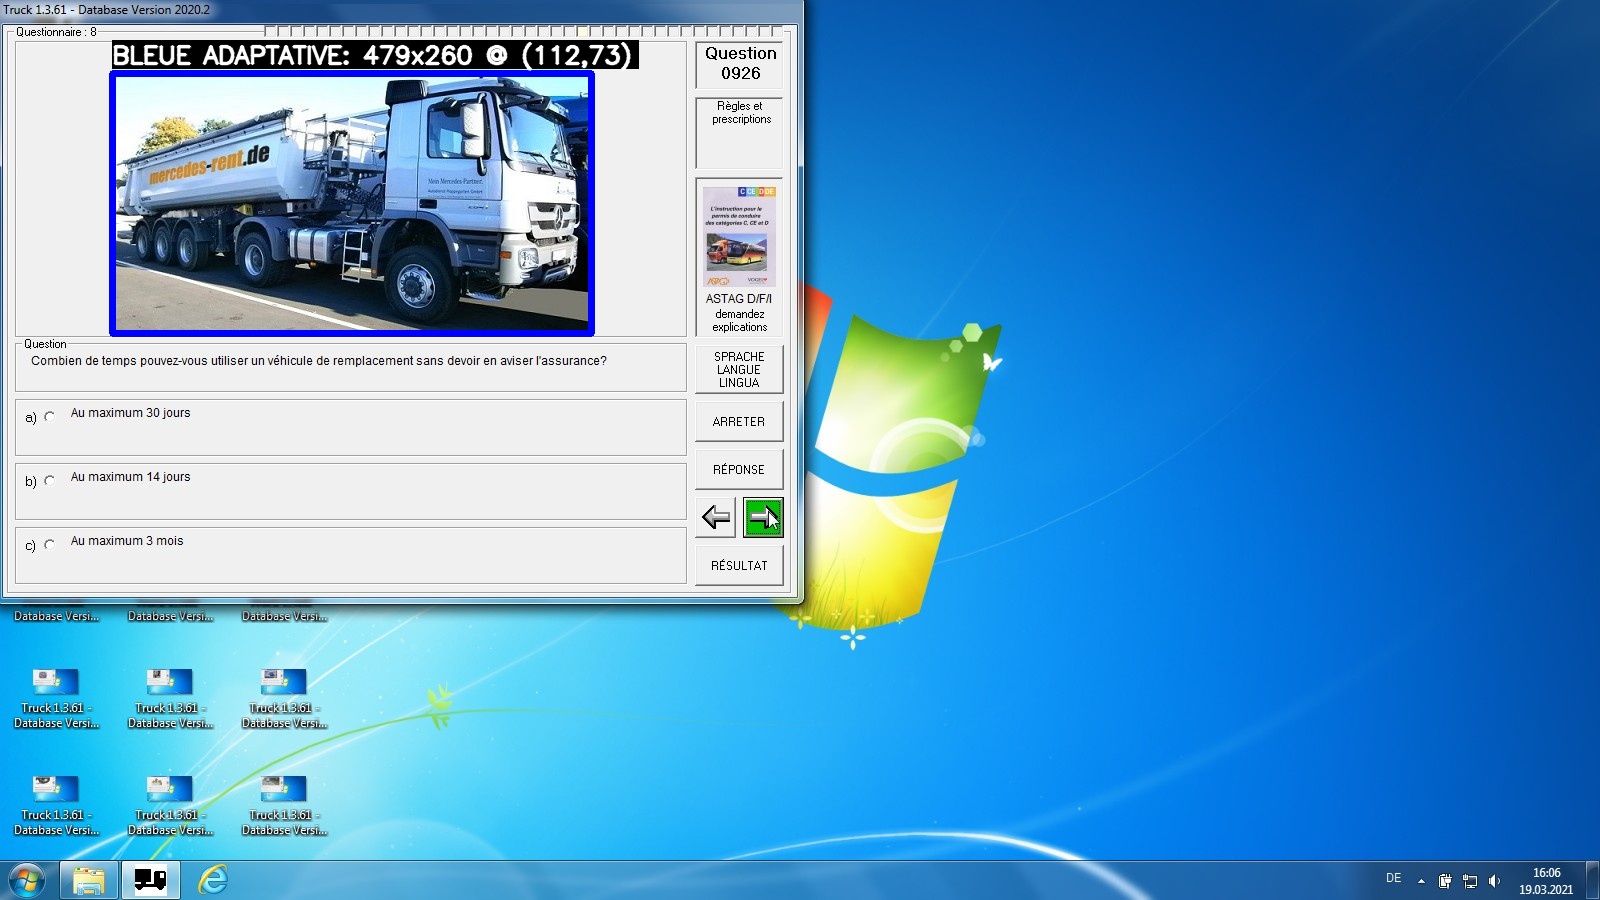 Truck 1.3.61 - Database Version 2020.2
Questionnaire : 8
BLEUE ADAPTATIVE: 479x260 @ (112,73)
mercedes-rent.de
Mein Mercedes-Partner.
Question
0926
Règles et
prescriptions
C CE D DE
L'instruction pour le
permis de conduire
des catégories C, CE et D
ASTAG D/F/I
demandez
explications
Question
Combien de temps pouvez-vous utiliser un véhicule de remplacement sans devoir en aviser l'assurance?
SPRACHE
LANGUE
LINGUA
a) Au maximum 30 jours
ARRETER
b) Au maximum 14 jours
RÉPONSE
c) Au maximum 3 mois
RÉSULTAT
Database Versi... Database Versi... Database Versi...
Truck 1.3.61 - Truck 1.3.61 - Truck 1.3.61 -
Database Versi... Database Versi... Database Versi...
Truck 1.3.61 - Truck 1.3.61 - Truck 1.3.61 -
Database Versi... Database Versi... Database Versi...
DE
16:06
19.03.2021